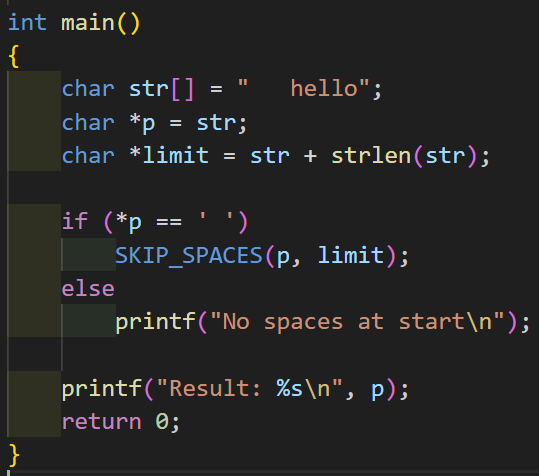 int main()
{
    char str[] = "   hello";
    char *p = str;
    char *limit = str + strlen(str);
    if (*p == ' ')
        SKIP_SPACES(p, limit);
    else
        printf("No spaces at start\n");
    printf("Result: %s\n", p);
    return 0;
}